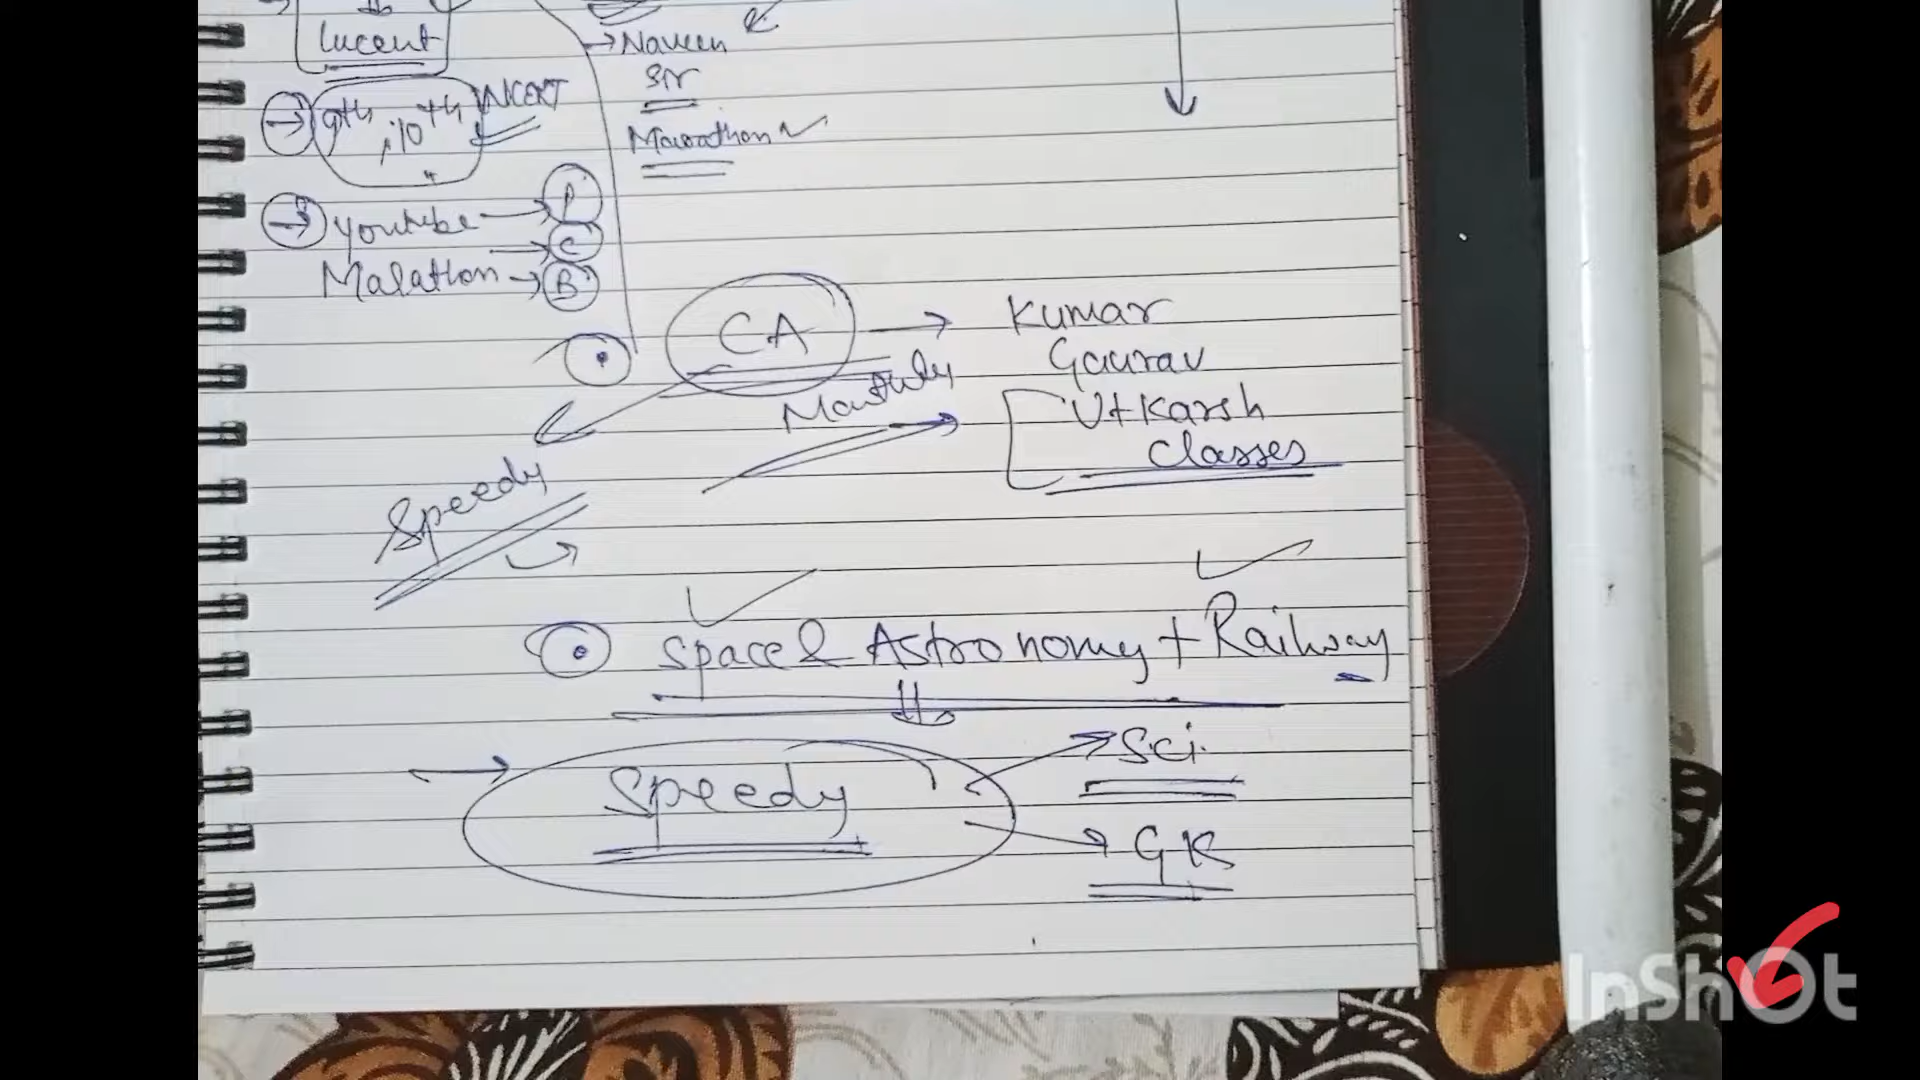 Lucent
→ Naveen
Sir
Marathon ✓
→ 9th, 10th NCERT
→ Youtube → P
→ C
Malathon → B
CA → Kumar
Gaurav
Monthly
Utkarsh
Classes
Speedy
Space & Astronomy + Railway
→ Speedy
→ Sci.
→ GK
InShOt